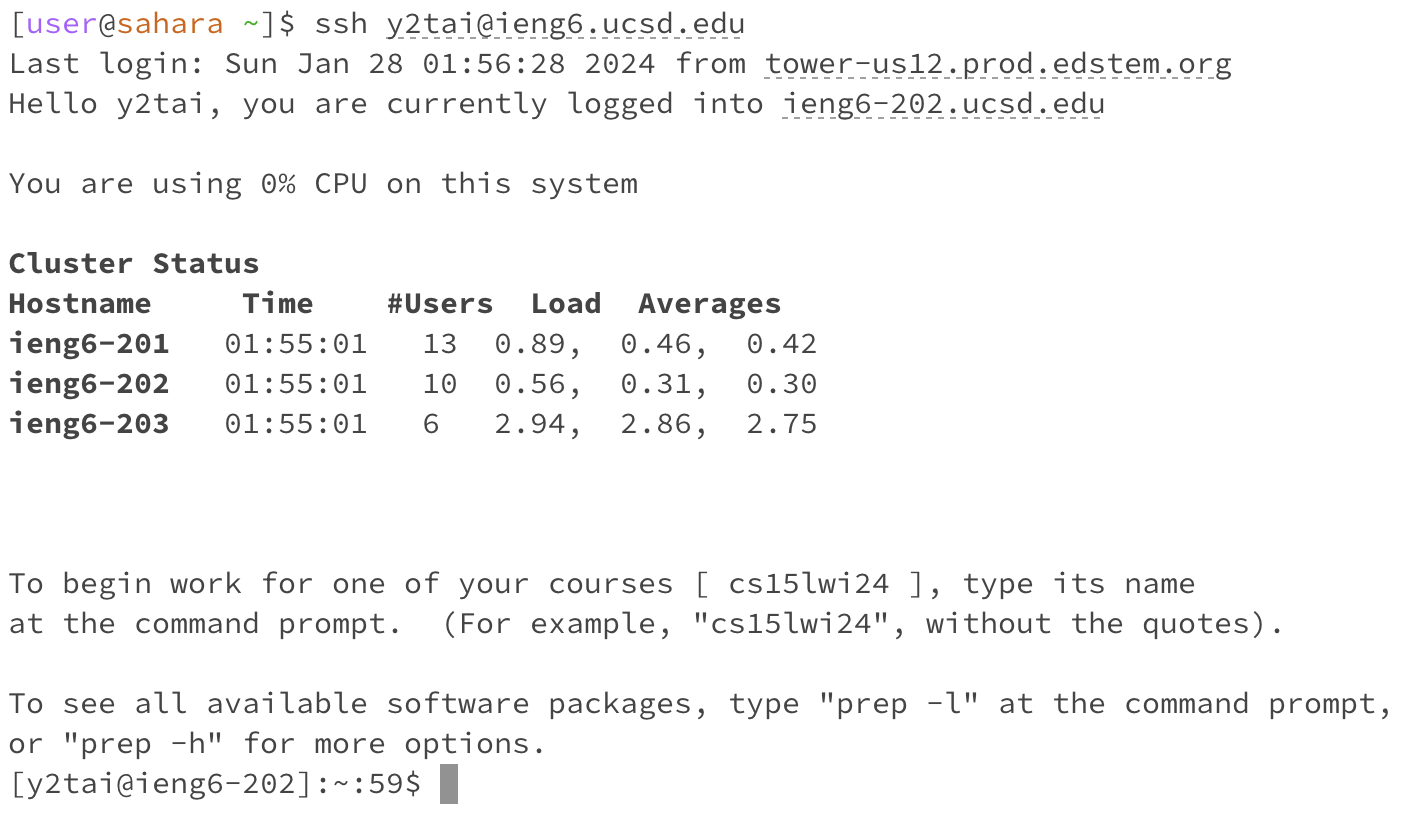 [user@sahara ~]$ ssh y2tai@ieng6.ucsd.edu
Last login: Sun Jan 28 01:56:28 2024 from tower-us12.prod.edstem.org
Hello y2tai, you are currently logged into ieng6-202.ucsd.edu
You are using 0% CPU on this system
Cluster Status
Hostname     Time    #Users  Load  Averages
ieng6-201   01:55:01   13  0.89,  0.46,  0.42
ieng6-202   01:55:01   10  0.56,  0.31,  0.30
ieng6-203   01:55:01   6   2.94,  2.86,  2.75
To begin work for one of your courses [ cs15lwi24 ], type its name
at the command prompt.  (For example, "cs15lwi24", without the quotes).
To see all available software packages, type "prep -l" at the command prompt,
or "prep -h" for more options.
[y2tai@ieng6-202]:~:59$